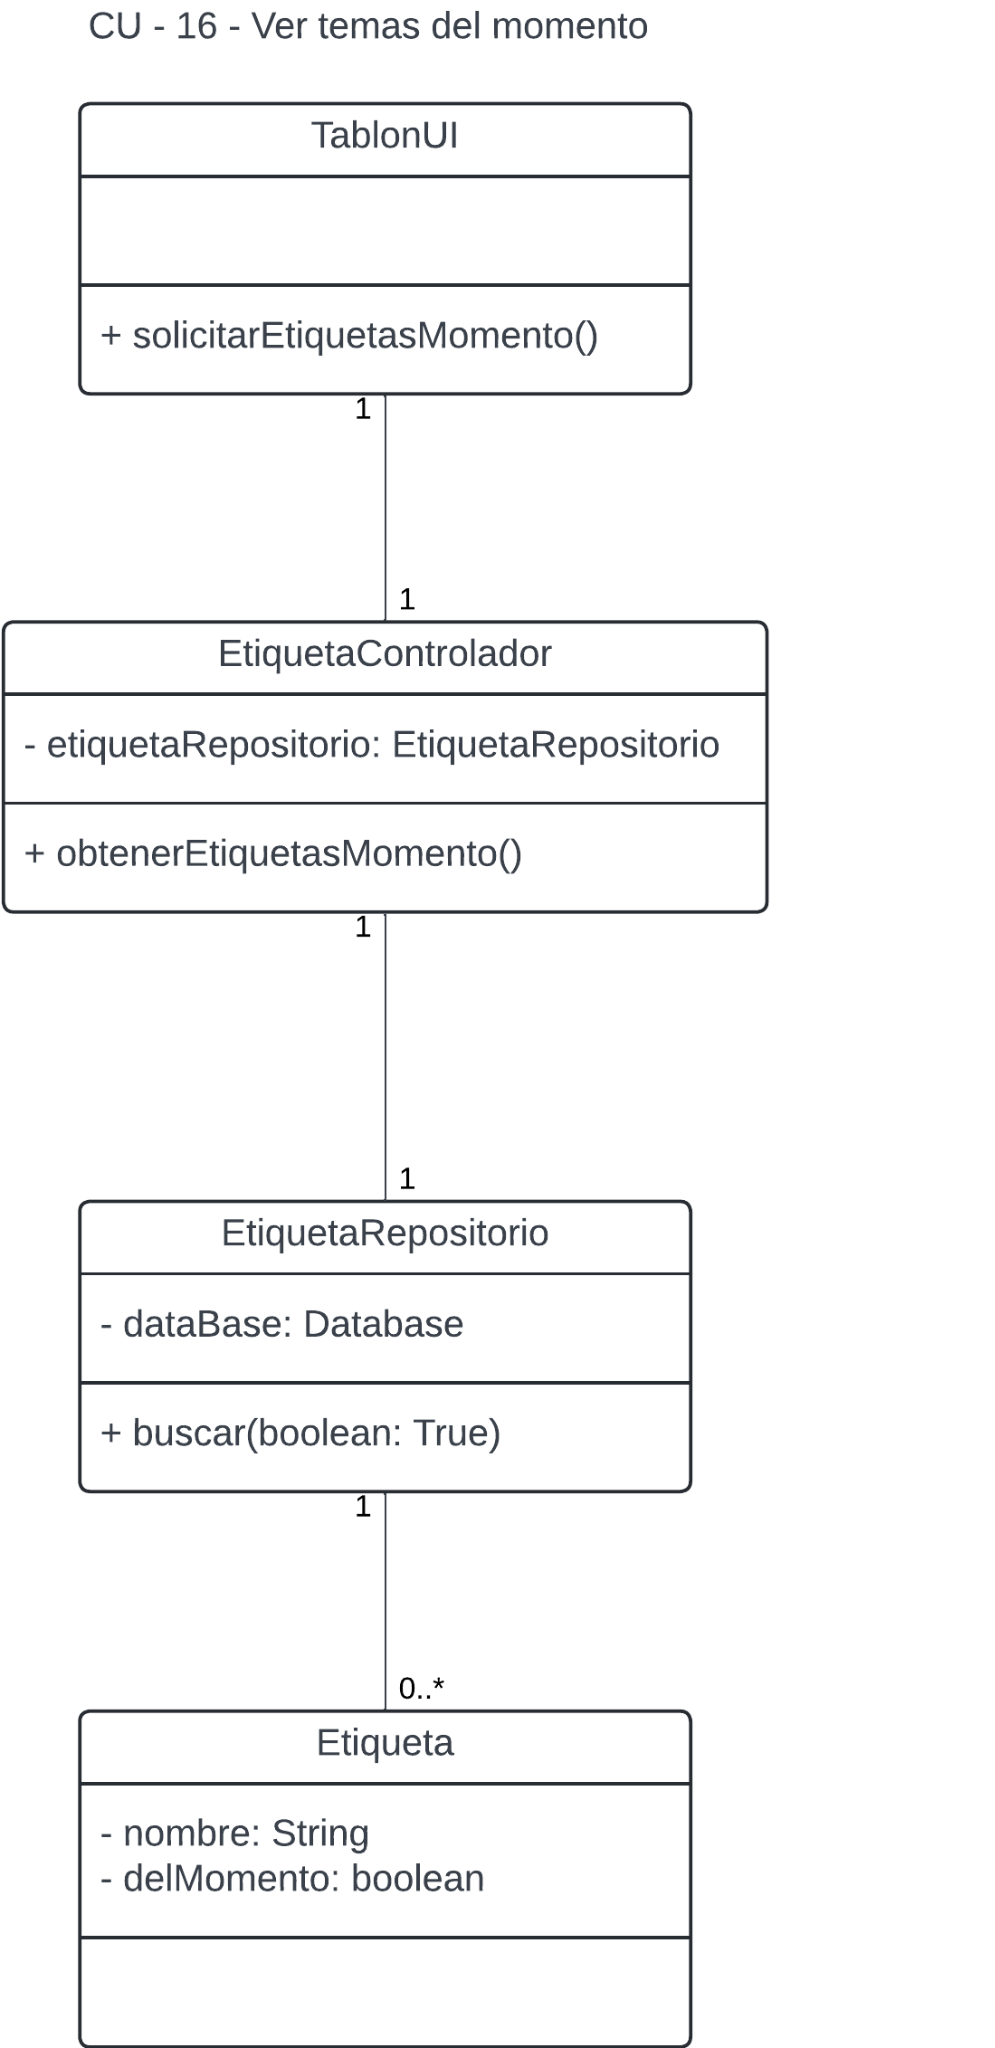 CU - 16 - Ver temas del momento
TablonUI
+ solicitarEtiquetasMomento()
1
1
EtiquetaControlador
- etiquetaRepositorio: EtiquetaRepositorio
+ obtenerEtiquetasMomento()
1
1
EtiquetaRepositorio
- dataBase: Database
+ buscar(boolean: True)
1
0..*
Etiqueta
- nombre: String
- delMomento: boolean